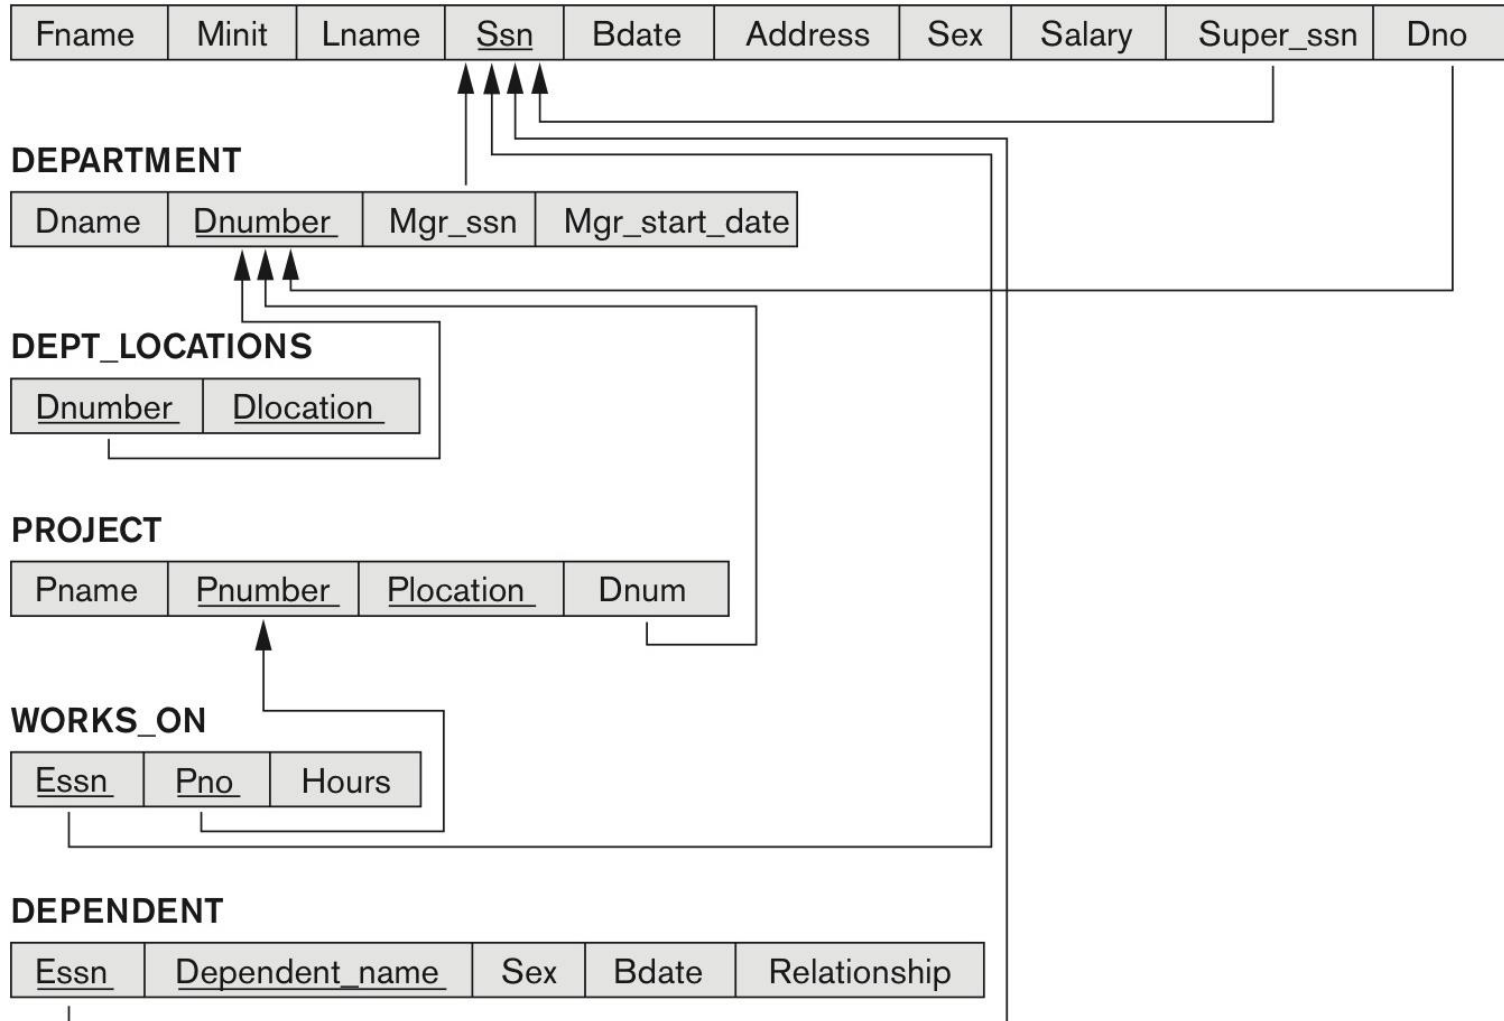 Fname Minit Lname Ssn Bdate Address Sex Salary Super_ssn Dno
DEPARTMENT
Dname Dnumber Mgr_ssn Mgr_start_date
DEPT_LOCATIONS
Dnumber Dlocation
PROJECT
Pname Pnumber Plocation Dnum
WORKS_ON
Essn Pno Hours
DEPENDENT
Essn Dependent_name Sex Bdate Relationship